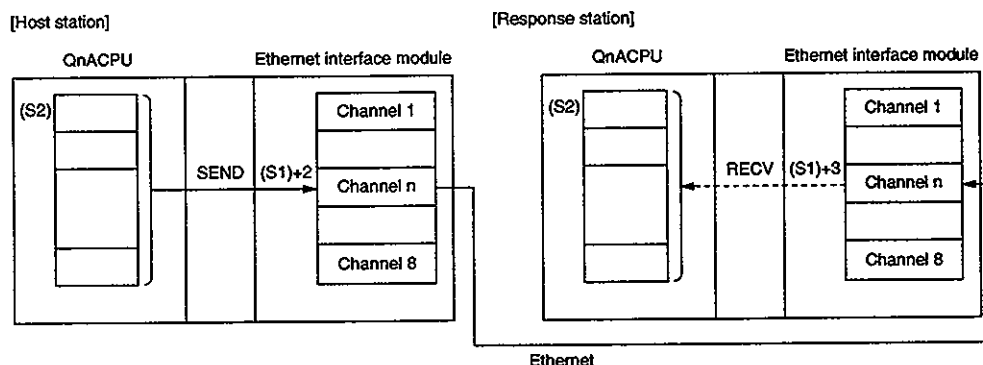 [Host station]
QnACPU
Ethernet interface module
(S2)
SEND
(S1)+2
Channel 1
Channel n
Channel 8
[Response station]
QnACPU
Ethernet interface module
(S2)
RECV
(S1)+3
Channel 1
Channel n
Channel 8
Ethernet